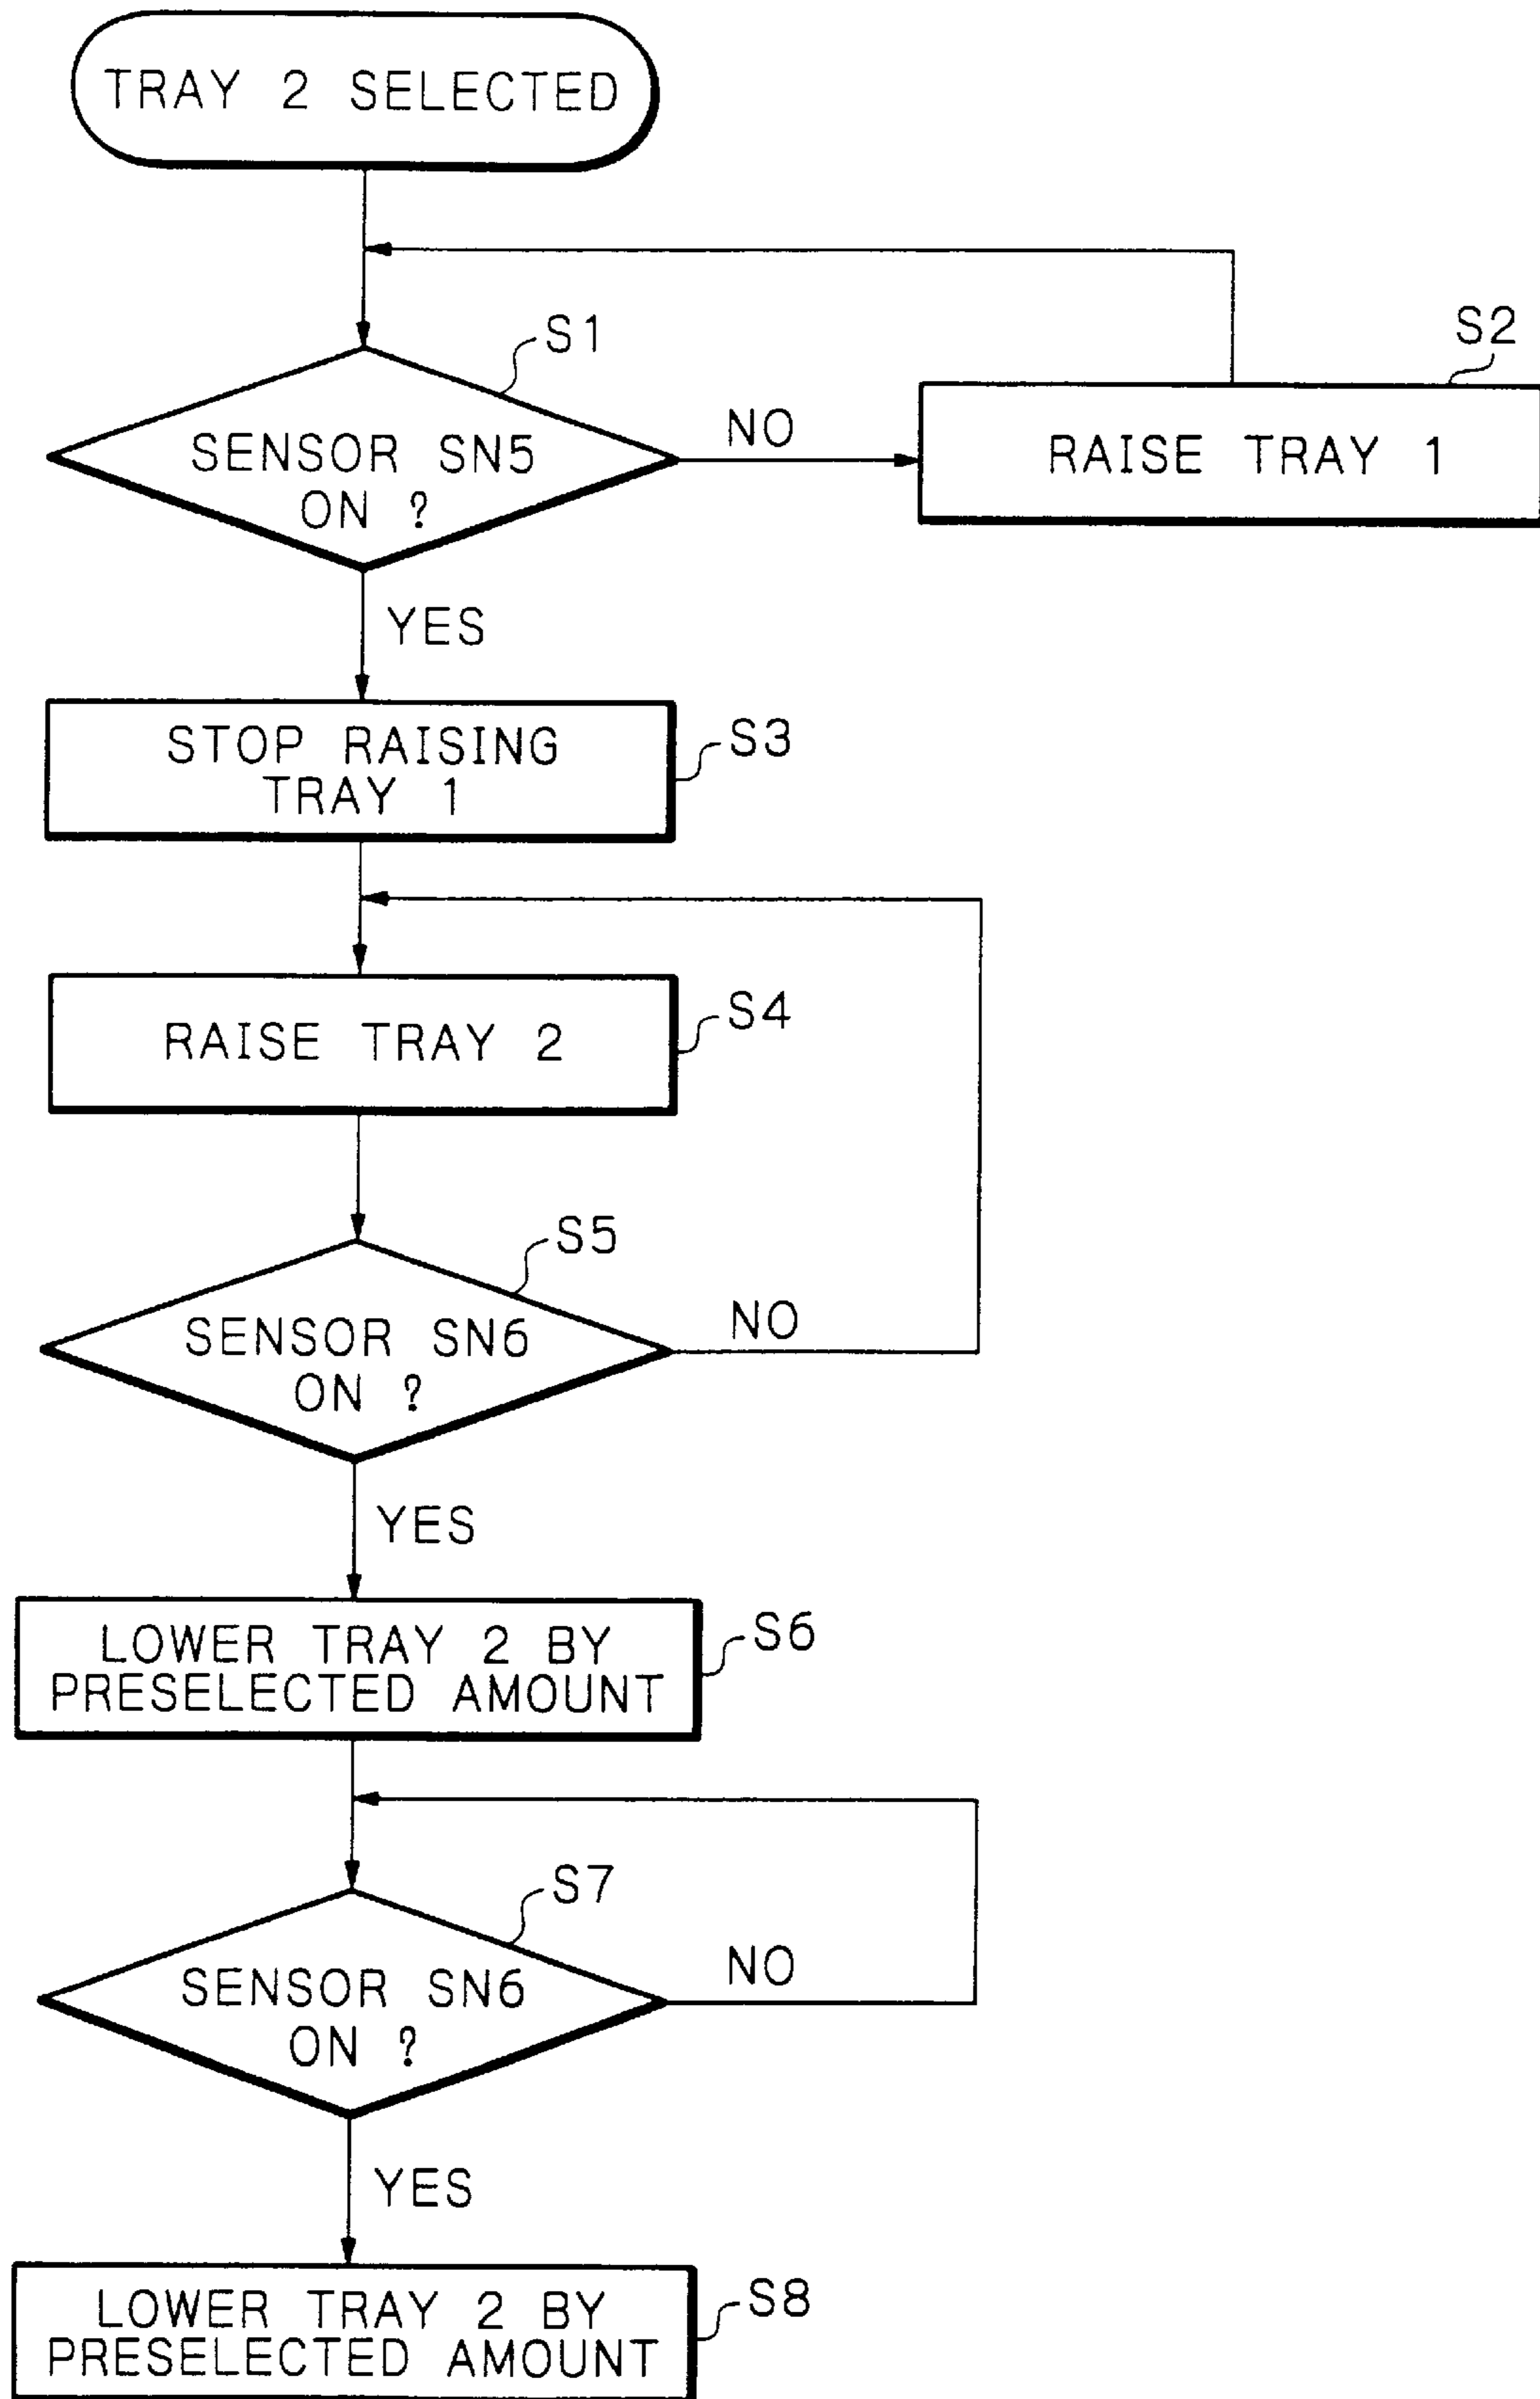 TRAY 2 SELECTED
S1
S2
SENSOR SN5
ON ?
NO
RAISE TRAY 1
YES
STOP RAISING
TRAY 1
S3
RAISE TRAY 2
S4
S5
SENSOR SN6
ON ?
NO
YES
LOWER TRAY 2 BY
PRESELECTED AMOUNT
S6
S7
SENSOR SN6
ON ?
NO
YES
LOWER TRAY 2 BY
PRESELECTED AMOUNT
S8